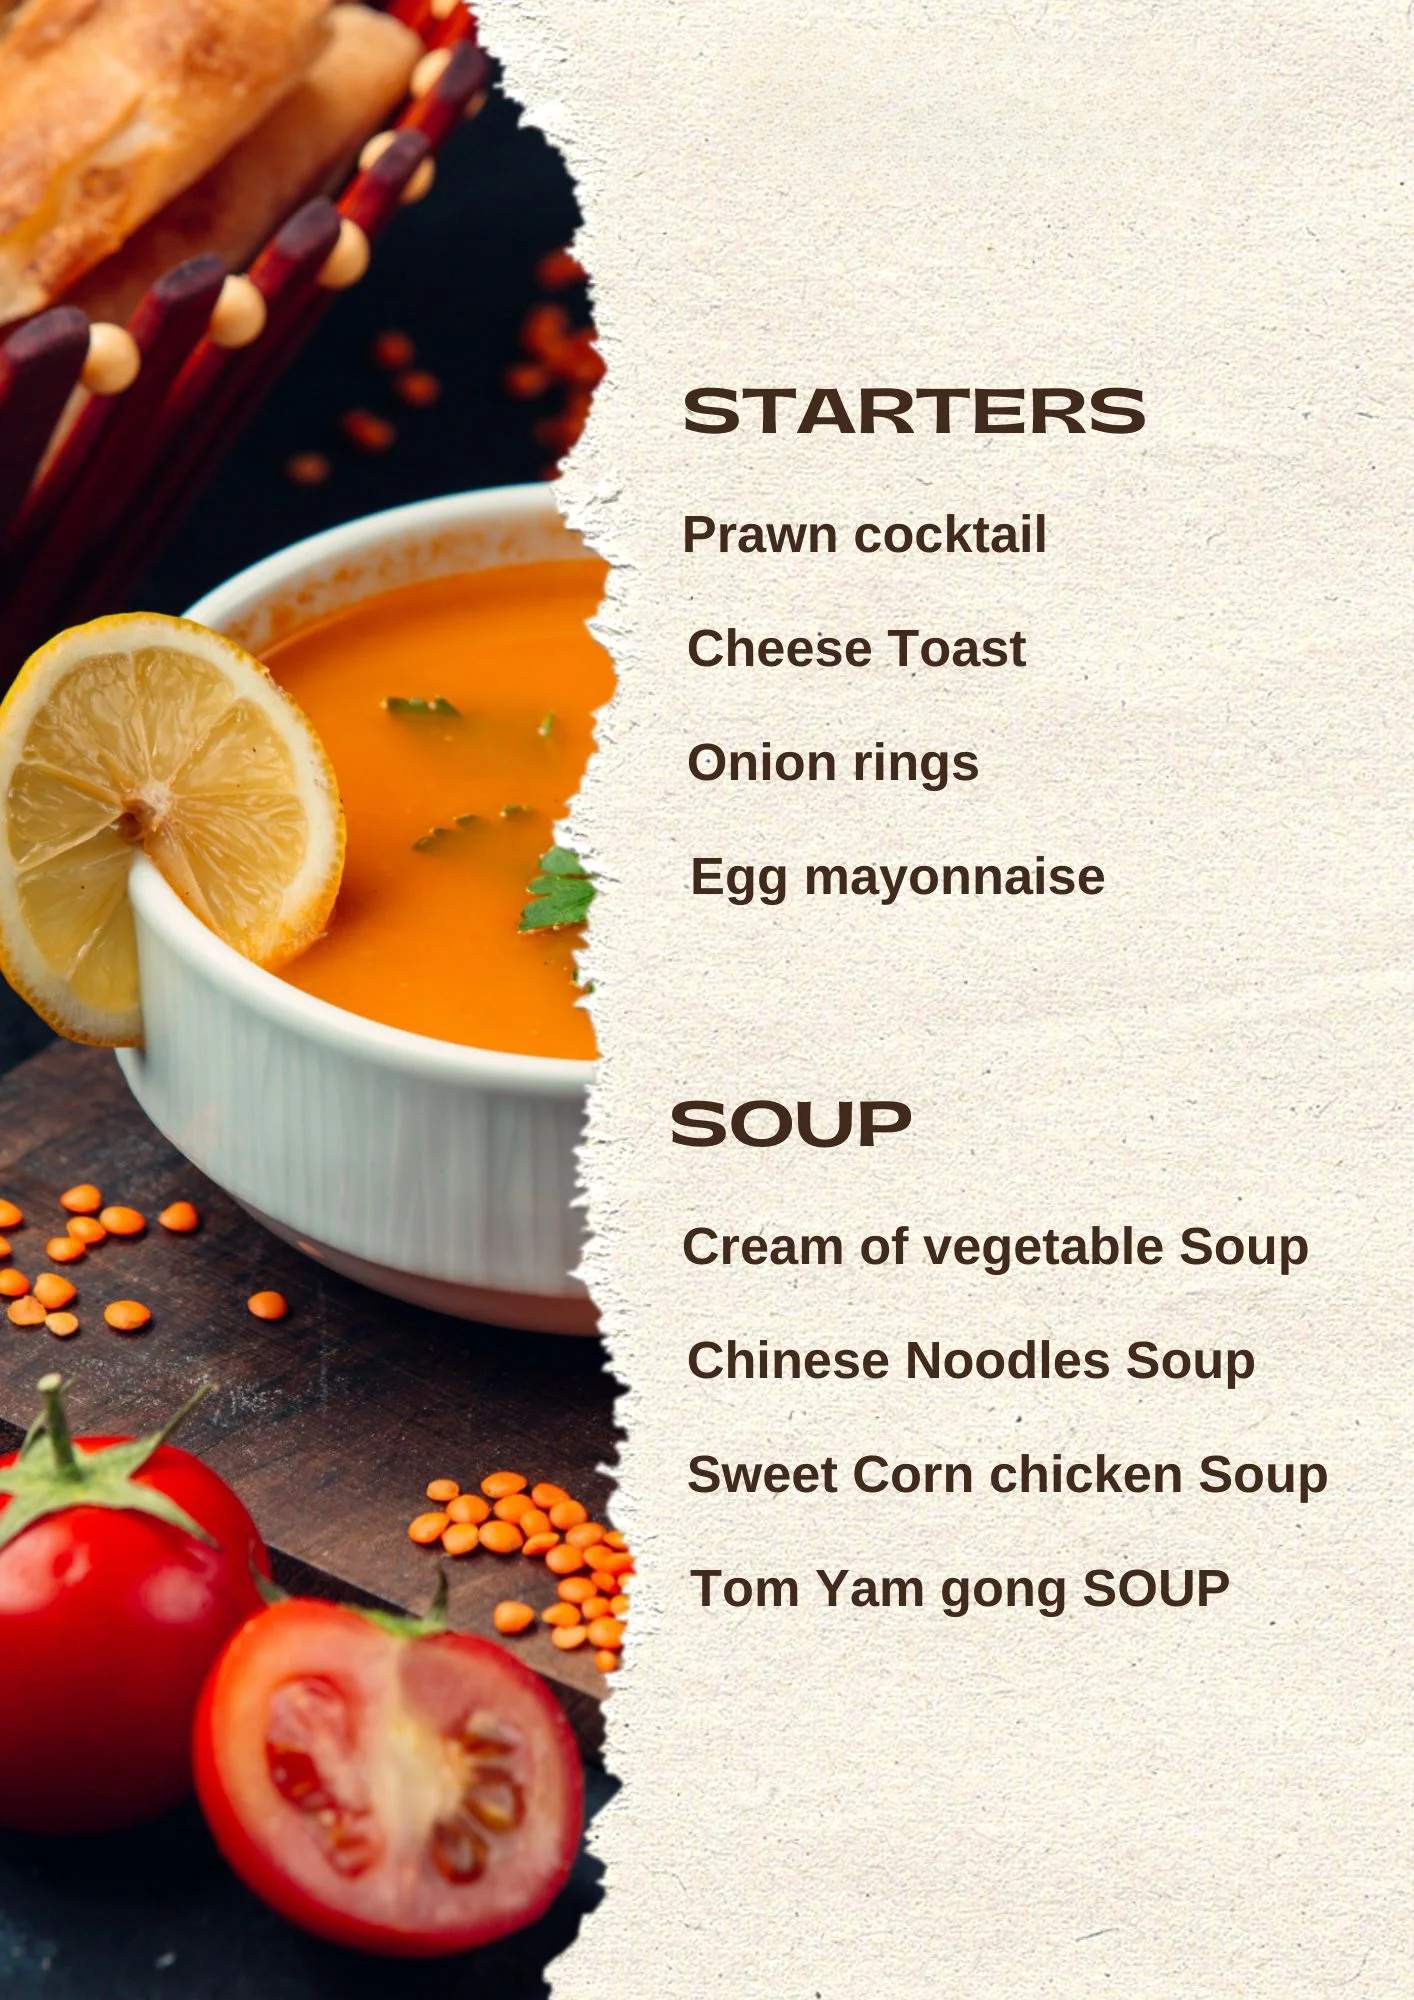 STARTERS
Prawn cocktail
Cheese Toast
Onion rings
Egg mayonnaise
SOUP
Cream of vegetable Soup
Chinese Noodles Soup
Sweet Corn chicken Soup
Tom Yam gong SOUP